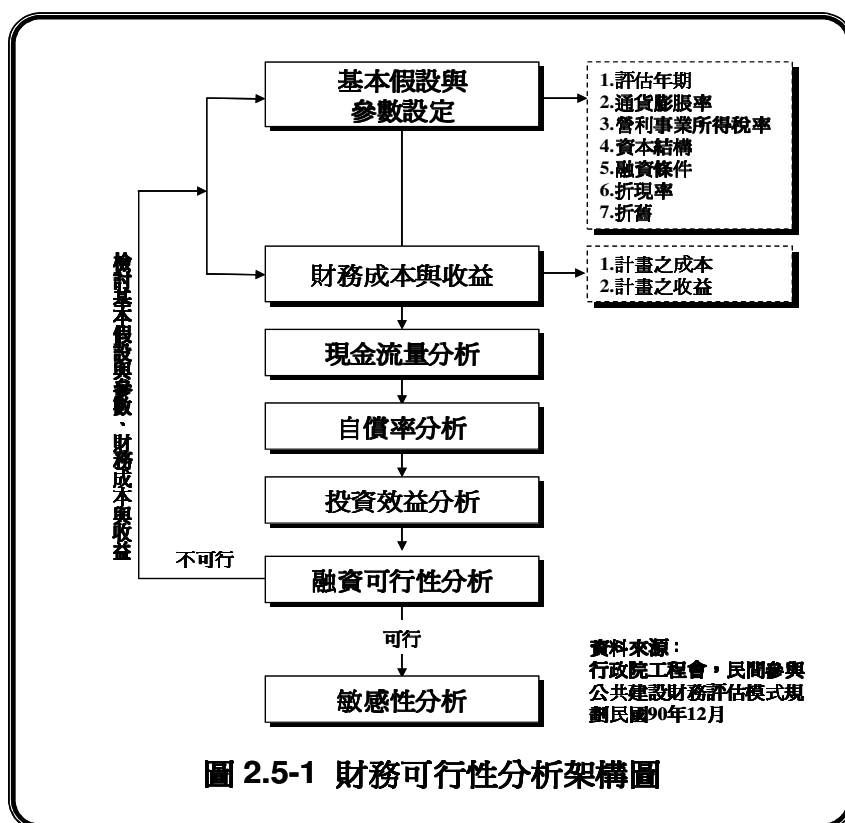 基本假設與
參數設定
1.評估年期
2.通貨膨脹率
3.營利事業所得稅率
4.資本結構
5.融資條件
6.折現率
7.折舊
檢討基本假設與參數、財務成本與收益
財務成本與收益
1.計畫之成本
2.計畫之收益
現金流量分析
自償率分析
投資效益分析
融資可行性分析
不可行
可行
敏感性分析
資料來源：
行政院工程會，民間參與
公共建設財務評估模式規
劃民國90年12月
圖 2.5-1 財務可行性分析架構圖